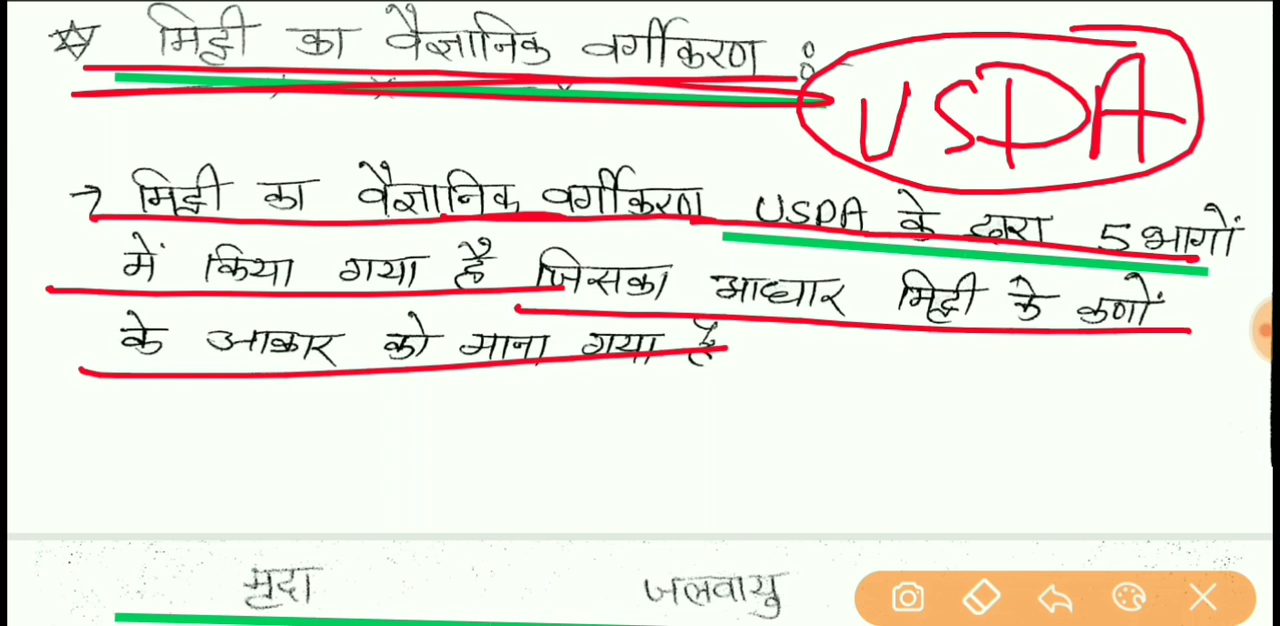 ☆ मिट्टी का वैज्ञानिक वर्गीकरण :
USDA
→ मिट्टी का वैज्ञानिक वर्गीकरण USDA के द्वारा 5 भागों
में किया गया है जिसका आधार मिट्टी के कणों
के आकार को माना गया है
मृदा जलवायु